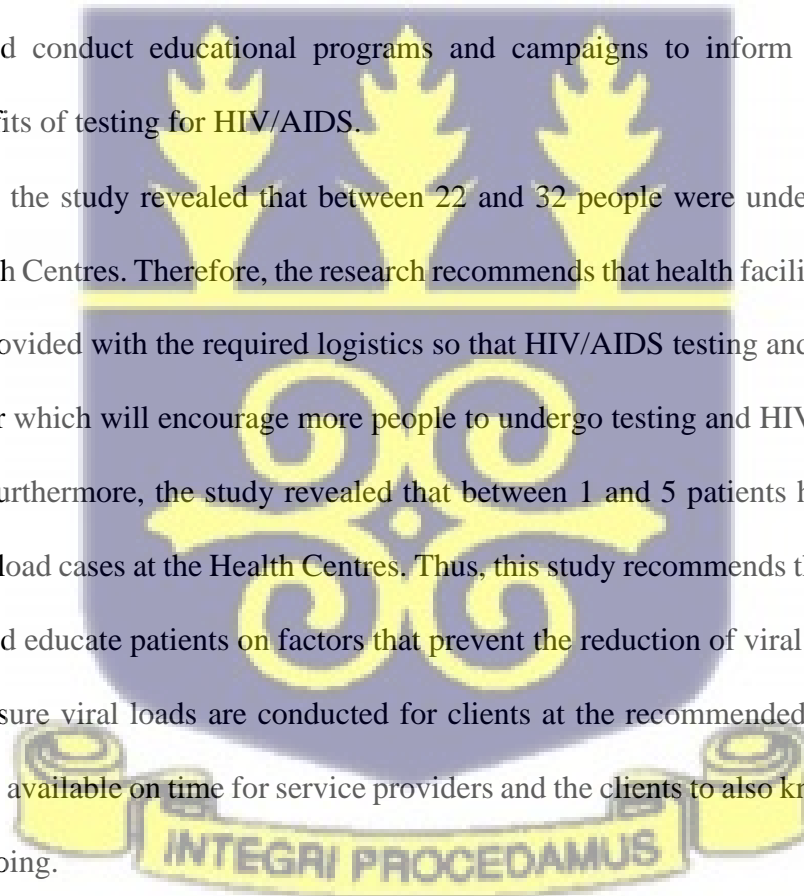 d conduct educational programs and campaigns to inform
fits of testing for HIV/AIDS.
the study revealed that between 22 and 32 people were unde
h Centres. Therefore, the research recommends that health facili
ovided with the required logistics so that HIV/AIDS testing and
r which will encourage more people to undergo testing and HIV
urthermore, the study revealed that between 1 and 5 patients h
load cases at the Health Centres. Thus, this study recommends th
d educate patients on factors that prevent the reduction of viral
sure viral loads are conducted for clients at the recommended
available on time for service providers and the clients to also kn
oing.
INTEGRI PROCEDAMUS